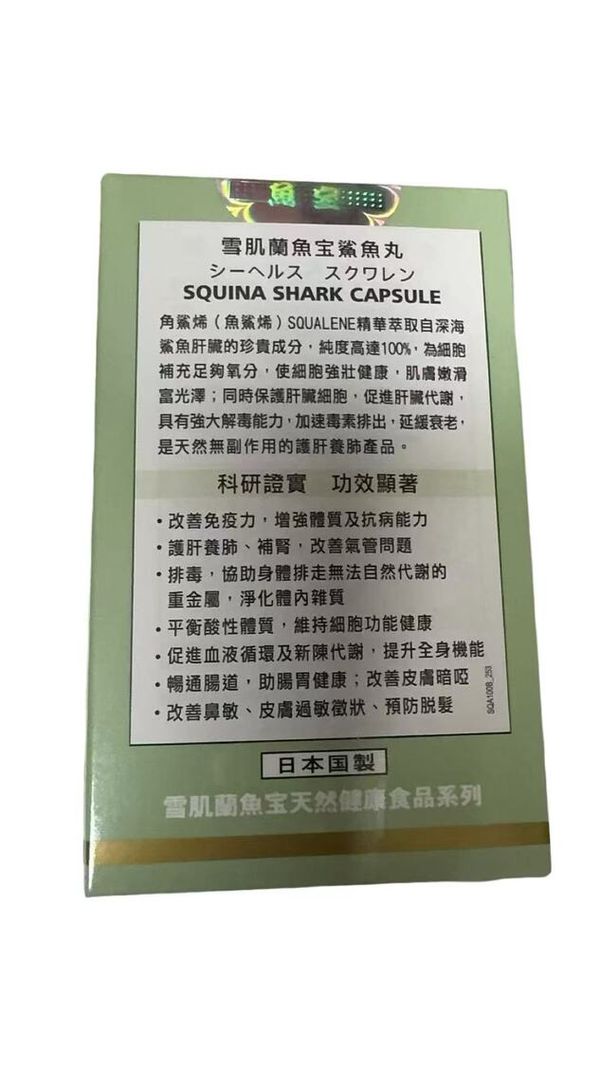 魚宝
雪肌蘭魚宝鯊魚丸
シーヘルス　スクワレン
SQUINA SHARK CAPSULE
角鯊烯（魚鯊烯）SQUALENE精華萃取自深海
鯊魚肝臟的珍貴成分，純度高達100%，為細胞
補充足夠氧分，使細胞強壯健康，肌膚嫩滑
富光澤；同時保護肝臟細胞，促進肝臟代謝，
具有強大解毒能力，加速毒素排出，延緩衰老，
是天然無副作用的護肝養肺產品。
科研證實　功效顯著
•改善免疫力，增強體質及抗病能力
•護肝養肺、補腎，改善氣管問題
•排毒，協助身體排走無法自然代謝的
重金屬，淨化體內雜質
•平衡酸性體質，維持細胞功能健康
•促進血液循環及新陳代謝，提升全身機能
•暢通腸道，助腸胃健康；改善皮膚暗啞
•改善鼻敏、皮膚過敏徵狀、預防脫髮
SQA100B_253
日本国製
雪肌蘭魚宝天然健康食品系列